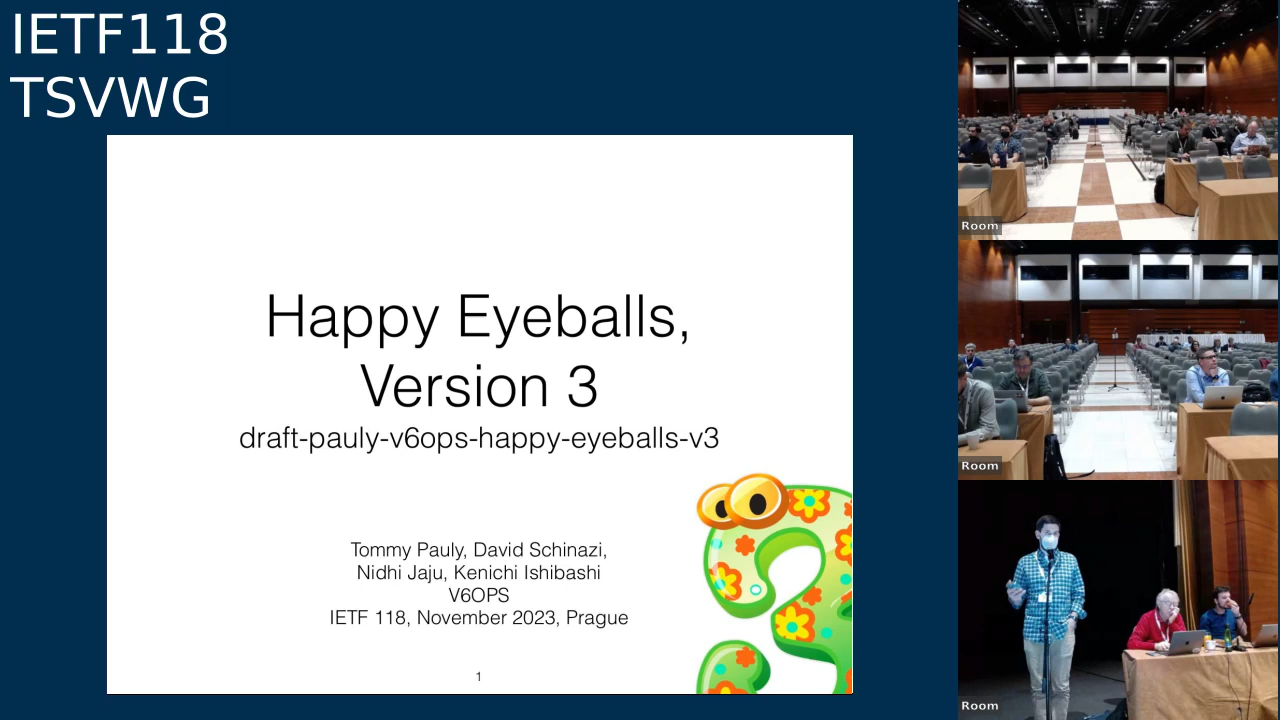 IETF118
TSVWG
Happy Eyeballs,
Version 3
draft-pauly-v6ops-happy-eyeballs-v3
Tommy Pauly, David Schinazi,
Nidhi Jaju, Kenichi Ishibashi
V6OPS
IETF 118, November 2023, Prague
1
Room
Room
Room